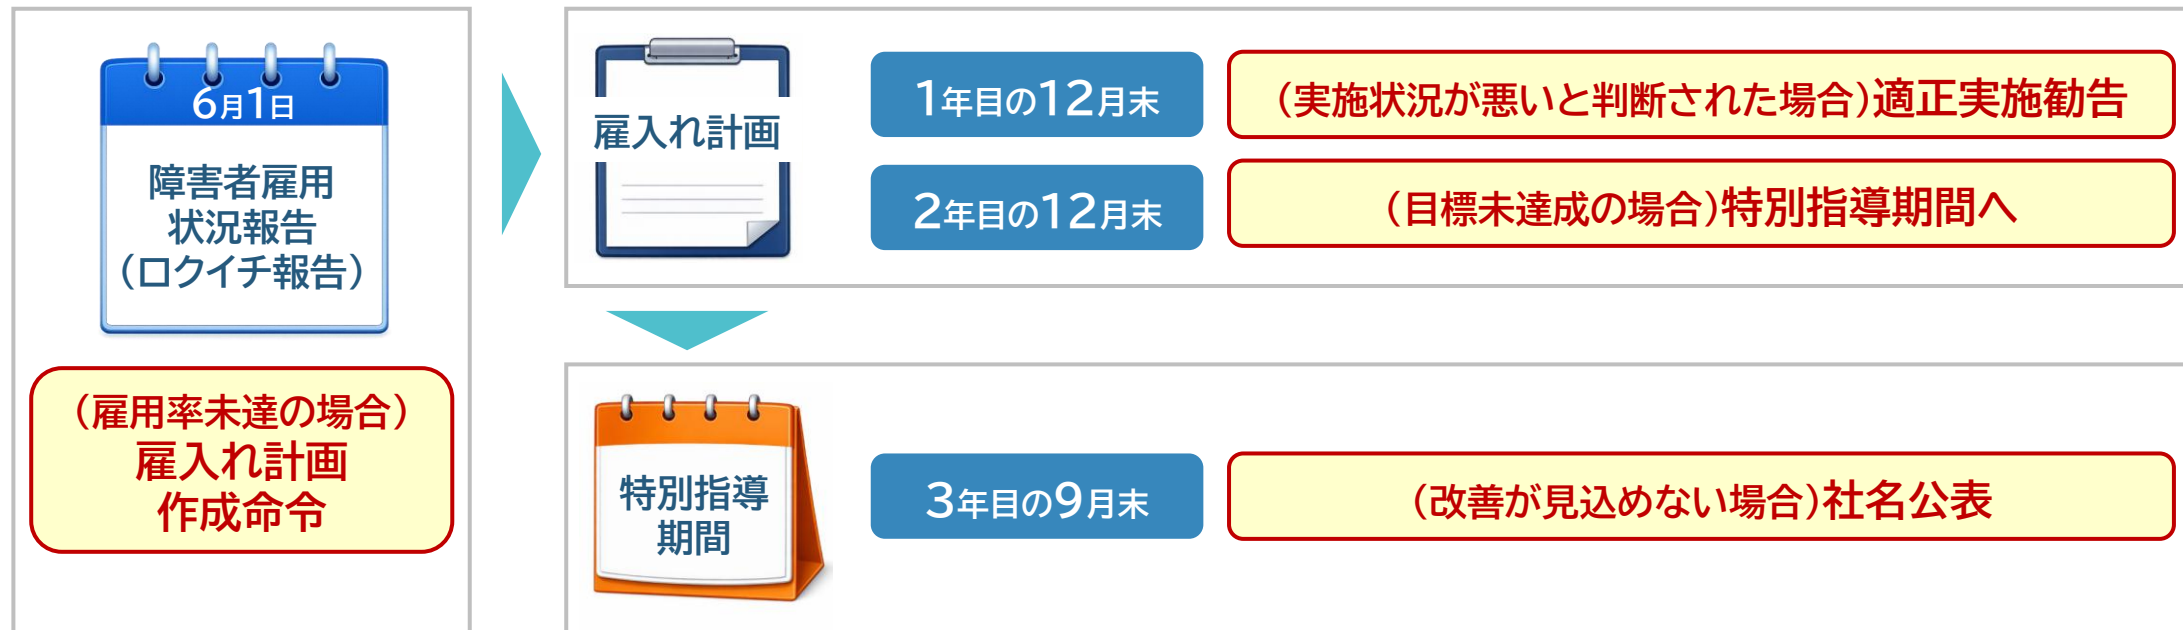 6月1日
障害者雇用
状況報告
（ロクイチ報告）
（雇用率未達の場合）
雇入れ計画
作成命令
雇入れ計画
1年目の12月末
（実施状況が悪いと判断された場合）適正実施勧告
2年目の12月末
（目標未達成の場合）特別指導期間へ
特別指導
期間
3年目の9月末
（改善が見込めない場合）社名公表